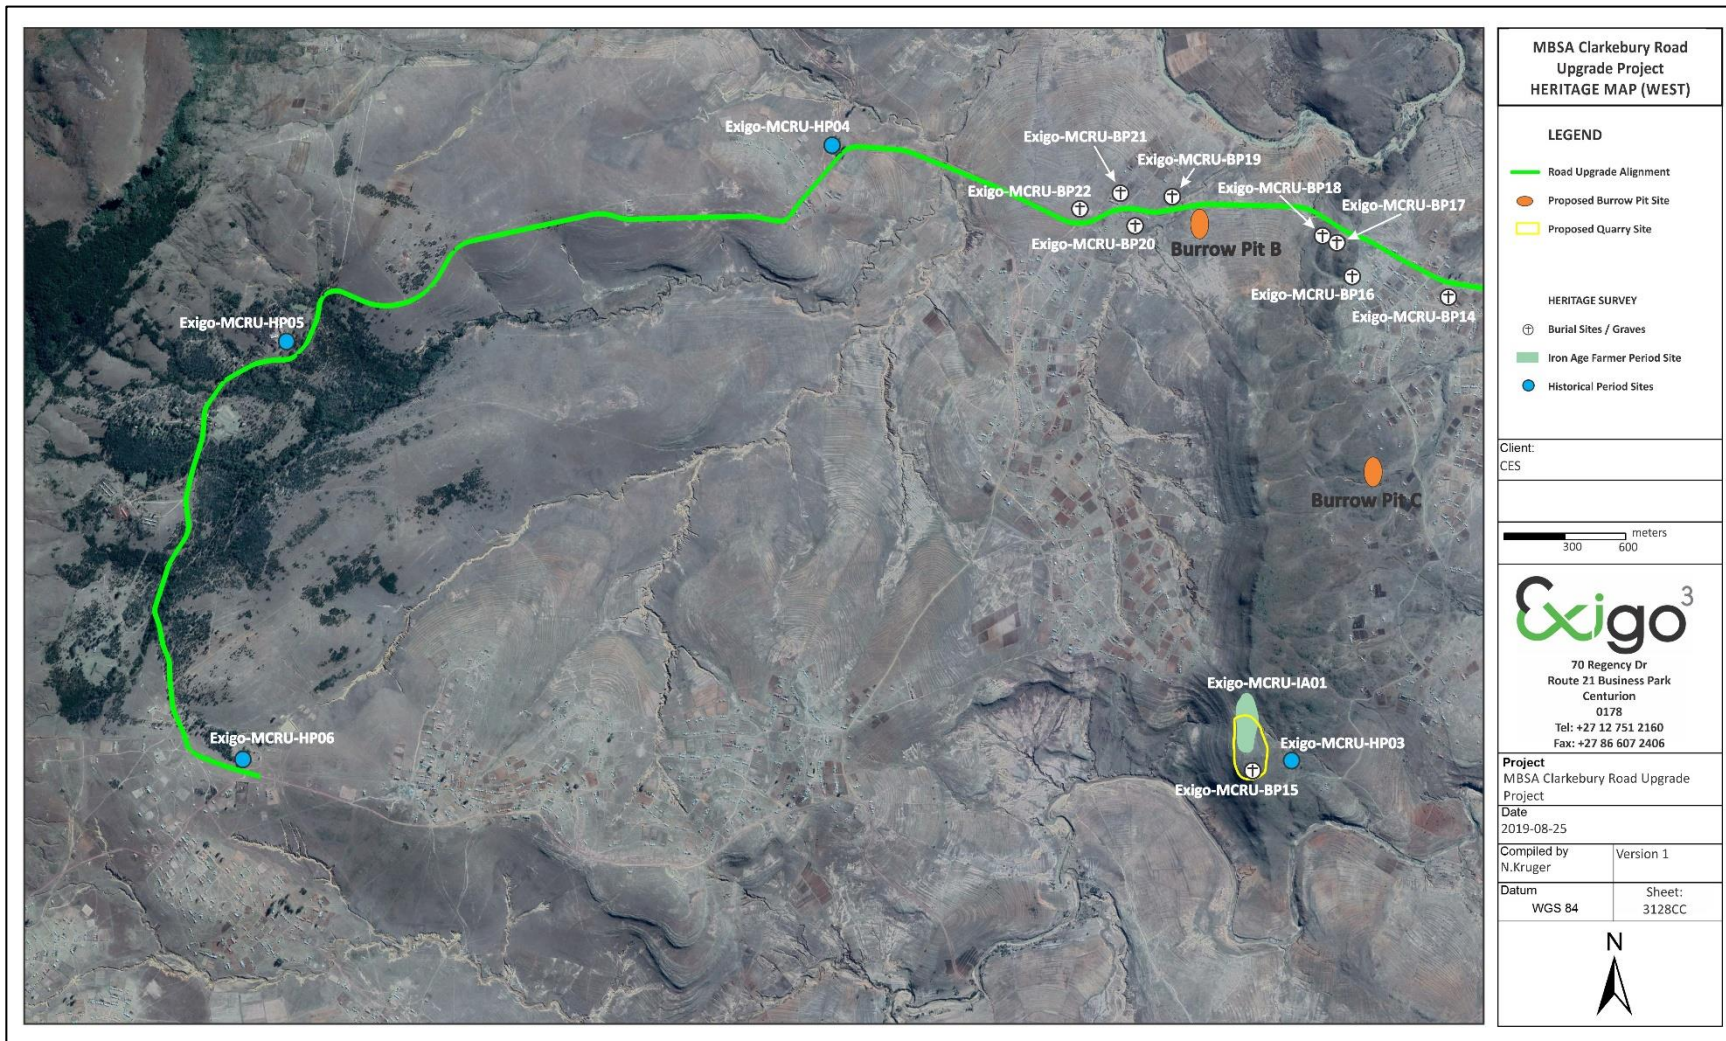 Exigo-MCRU-HP04
Exigo-MCRU-BP21
Exigo-MCRU-BP19
Exigo-MCRU-BP22
Exigo-MCRU-BP18
Exigo-MCRU-BP17
Exigo-MCRU-BP20
Burrow Pit B
Exigo-MCRU-BP16
Exigo-MCRU-BP14
Exigo-MCRU-HP05
Burrow Pit C
Exigo-MCRU-IA01
Exigo-MCRU-HP06
Exigo-MCRU-HP03
Exigo-MCRU-BP15
MBSA Clarkebury Road
Upgrade Project
HERITAGE MAP (WEST)
LEGEND
Road Upgrade Alignment
Proposed Burrow Pit Site
Proposed Quarry Site
HERITAGE SURVEY
Burial Sites / Graves
Iron Age Farmer Period Site
Historical Period Sites
Client:
CES
meters
300 600
Exigo3
70 Regency Dr
Route 21 Business Park
Centurion
0178
Tel: +27 12 751 2160
Fax: +27 86 607 2406
Project
MBSA Clarkebury Road Upgrade
Project
Date
2019-08-25
Compiled by
N.Kruger
Version 1
Datum
WGS 84
Sheet:
3128CC
N